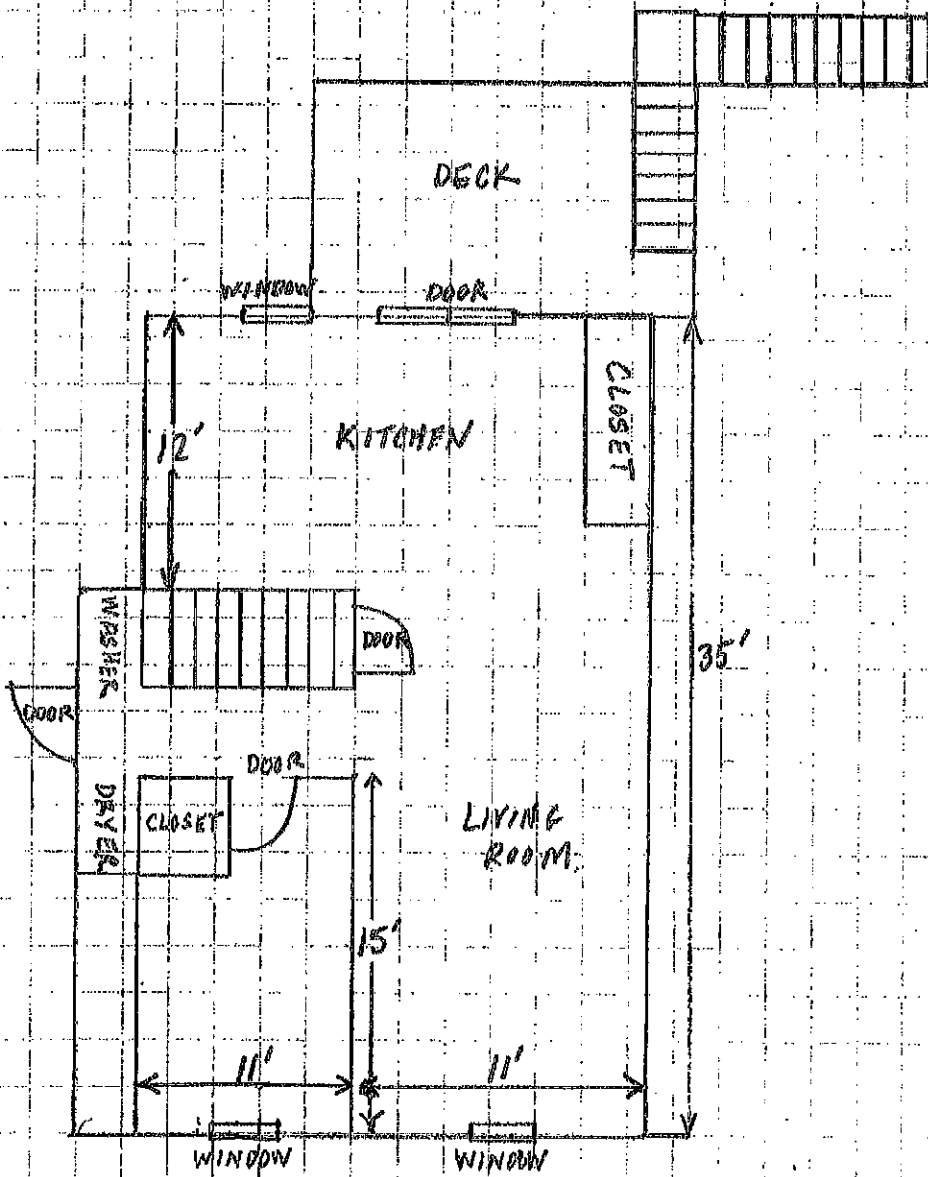 DECK
WINDOW
DOOR
CLOSET
12'
KITCHEN
WASHER
DOOR
35'
DOOR
DOOR
DRYER
CLOSET
LIVING
ROOM
15'
11'
11'
WINDOW
WINDOW